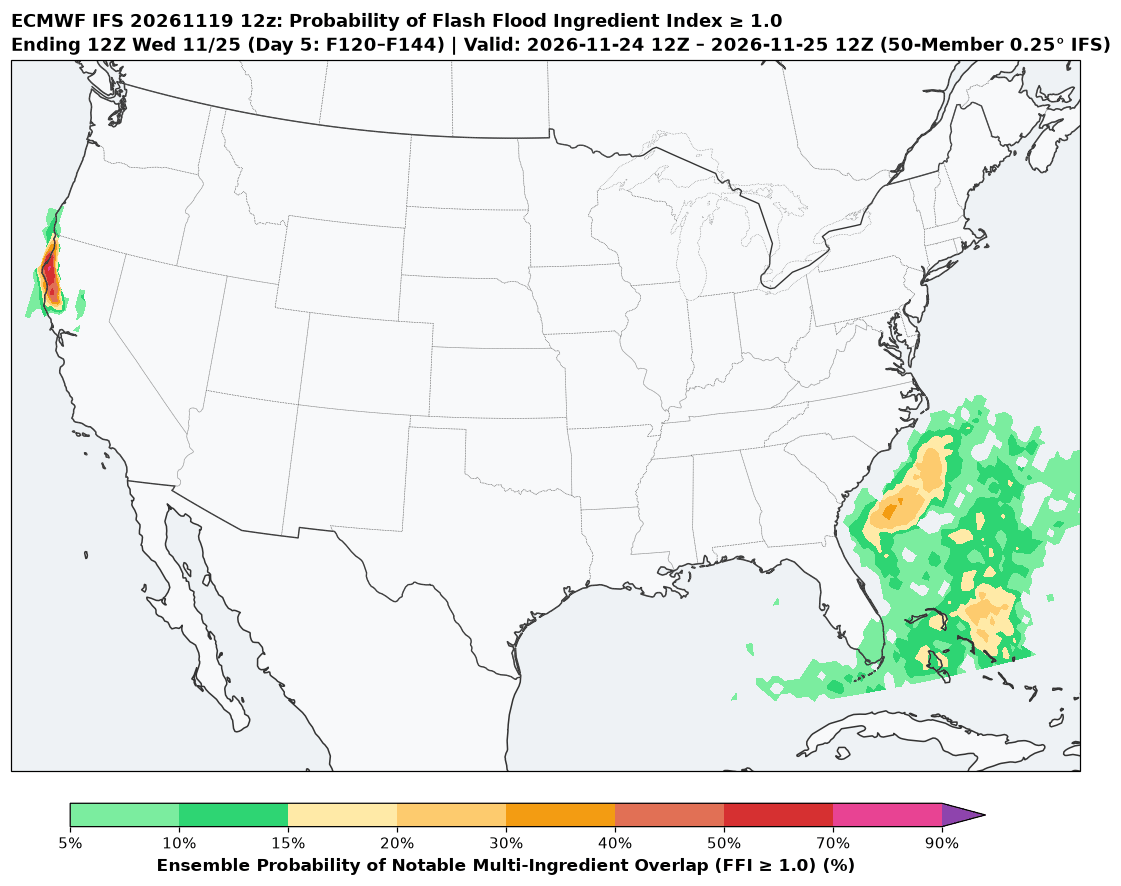 ECMWF IFS 20261119 12z: Probability of Flash Flood Ingredient Index ≥ 1.0
Ending 12Z Wed 11/25 (Day 5: F120–F144) | Valid: 2026-11-24 12Z – 2026-11-25 12Z (50-Member 0.25° IFS)
5% 10% 15% 20% 30% 40% 50% 70% 90%
Ensemble Probability of Notable Multi-Ingredient Overlap (FFI ≥ 1.0) (%)